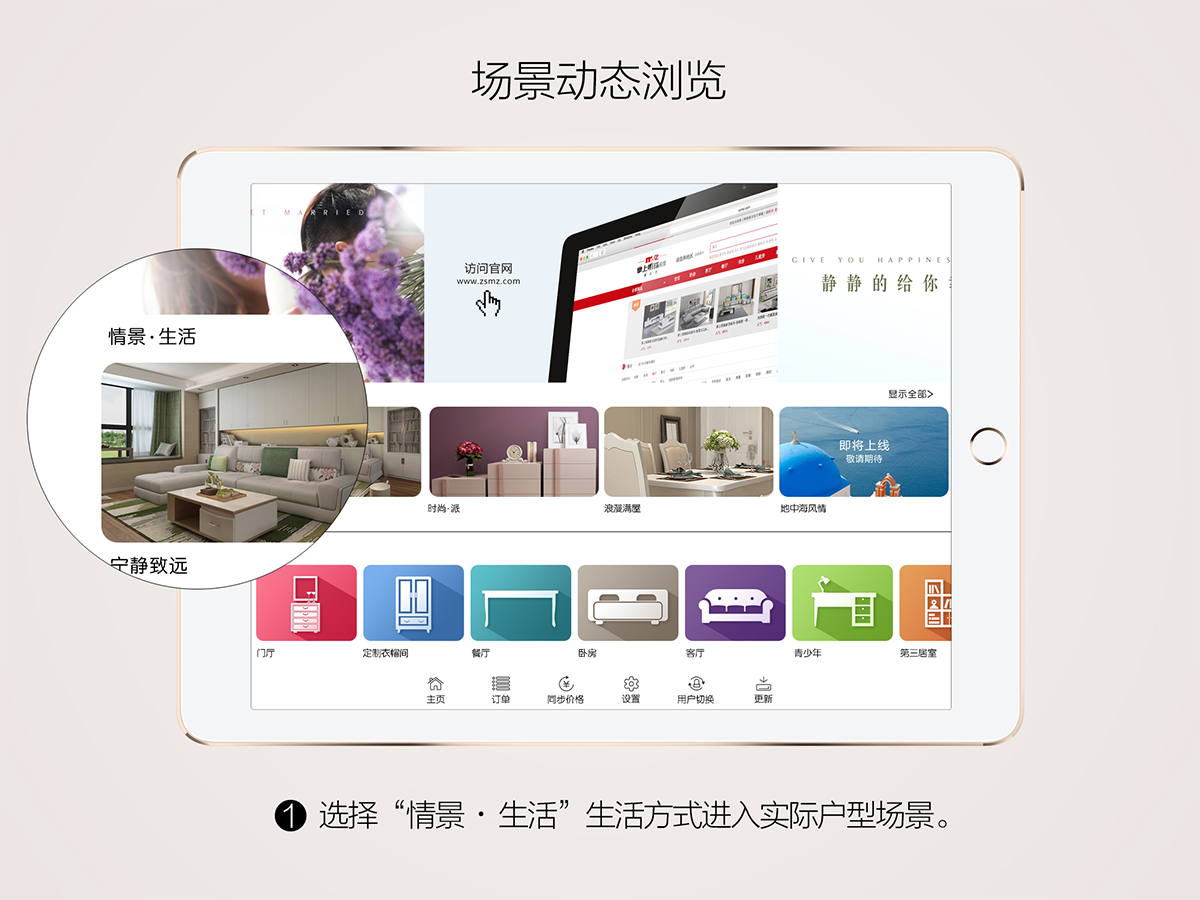 场景动态浏览
ET MARRIED
访问官网
www.zsmz.com
GIVE YOU HAPPINES
静静的给你
显示全部>
情景·生活
宁静致远
时尚·派
浪漫满屋
即将上线
敬请期待
地中海风情
门厅
定制衣帽间
餐厅
卧房
客厅
青少年
第三居室
主页
订单
同步价格
设置
用户切换
更新
1 选择“情景·生活”生活方式进入实际户型场景。